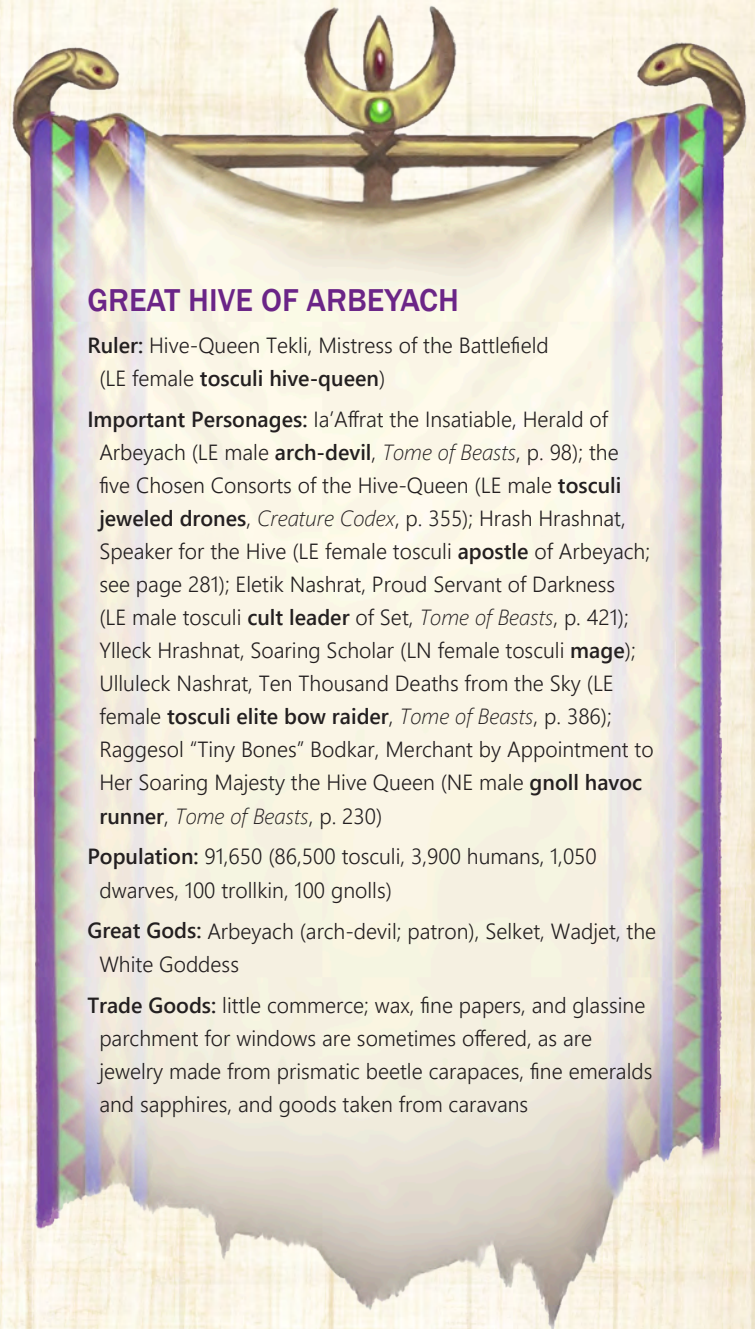 GREAT HIVE OF ARBEYACH
Ruler: Hive-Queen Tekli, Mistress of the Battlefield
(LE female tosculi hive-queen)
Important Personages: Ia’Affrat the Insatiable, Herald of
Arbeyach (LE male arch-devil, Tome of Beasts, p. 98); the
five Chosen Consorts of the Hive-Queen (LE male tosculi
jeweled drones, Creature Codex, p. 355); Hrash Hrashnat,
Speaker for the Hive (LE female tosculi apostle of Arbeyach;
see page 281); Eletik Nashrat, Proud Servant of Darkness
(LE male tosculi cult leader of Set, Tome of Beasts, p. 421);
Ylleck Hrashnat, Soaring Scholar (LN female tosculi mage);
Ulluleck Nashrat, Ten Thousand Deaths from the Sky (LE
female tosculi elite bow raider, Tome of Beasts, p. 386);
Raggesol “Tiny Bones” Bodkar, Merchant by Appointment to
Her Soaring Majesty the Hive Queen (NE male gnoll havoc
runner, Tome of Beasts, p. 230)
Population: 91,650 (86,500 tosculi, 3,900 humans, 1,050
dwarves, 100 trollkin, 100 gnolls)
Great Gods: Arbeyach (arch-devil; patron), Selket, Wadjet, the
White Goddess
Trade Goods: little commerce; wax, fine papers, and glassine
parchment for windows are sometimes offered, as are
jewelry made from prismatic beetle carapaces, fine emeralds
and sapphires, and goods taken from caravans